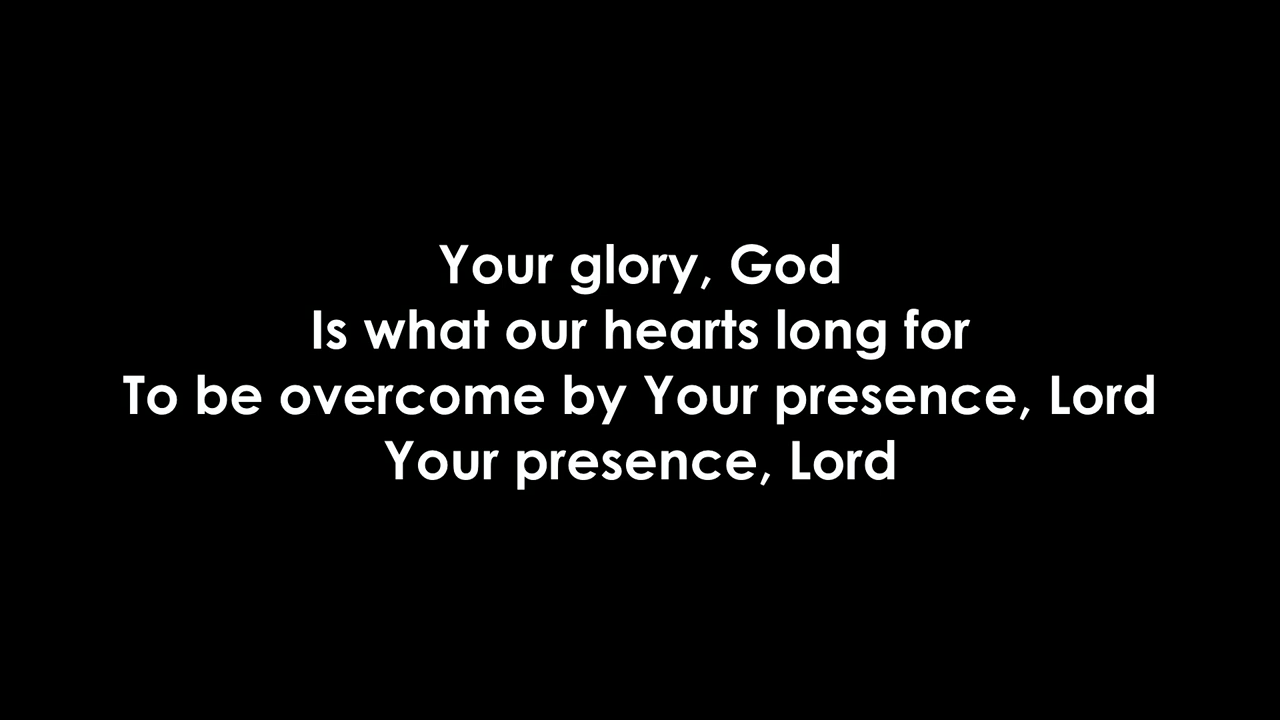 Your glory, God
Is what our hearts long for
To be overcome by Your presence, Lord
Your presence, Lord